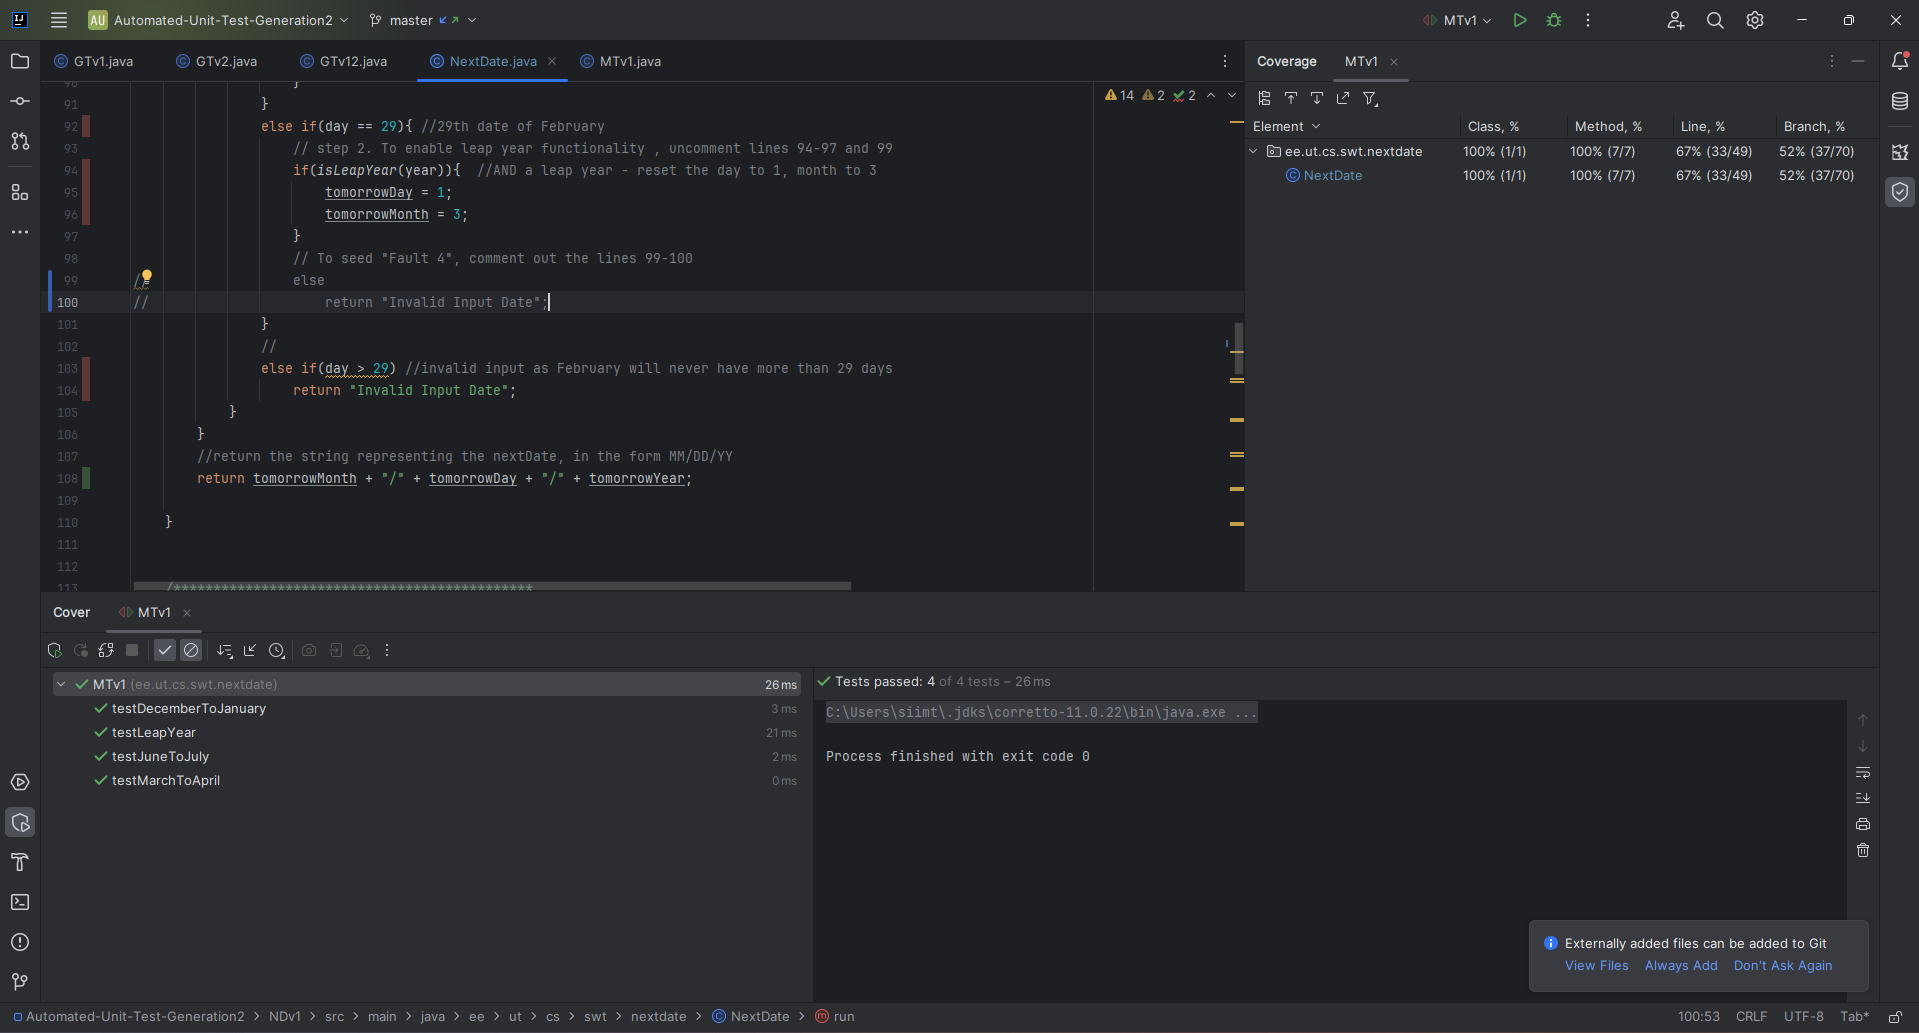 AU Automated-Unit-Test-Generation2 master MTv1
GTv1.java GTv2.java GTv12.java NextDate.java MTv1.java
14 2 2
90 }
91 }
92 else if(day == 29){ //29th date of February
93 // step 2. To enable leap year functionality , uncomment lines 94-97 and 99
94 if(isLeapYear(year)){ //AND a leap year - reset the day to 1, month to 3
95 tomorrowDay = 1;
96 tomorrowMonth = 3;
97 }
98 // To seed "Fault 4", comment out the lines 99-100
99 // else
100 // return "Invalid Input Date";
101 }
102 //
103 else if(day > 29) //invalid input as February will never have more than 29 days
104 return "Invalid Input Date";
105 }
106 }
107 //return the string representing the nextDate, in the form MM/DD/YY
108 return tomorrowMonth + "/" + tomorrowDay + "/" + tomorrowYear;
109
110 }
111
112
113 /*********************************************
Coverage MTv1
Element Class, % Method, % Line, % Branch, %
ee.ut.cs.swt.nextdate 100% (1/1) 100% (7/7) 67% (33/49) 52% (37/70)
NextDate 100% (1/1) 100% (7/7) 67% (33/49) 52% (37/70)
Cover MTv1
MTv1 (ee.ut.cs.swt.nextdate) 26 ms
testDecemberToJanuary 3 ms
testLeapYear 21 ms
testJuneToJuly 2 ms
testMarchToApril 0 ms
Tests passed: 4 of 4 tests – 26 ms
C:\Users\siimt\.jdks\corretto-11.0.22\bin\java.exe ...
Process finished with exit code 0
Externally added files can be added to Git
View Files Always Add Don't Ask Again
Automated-Unit-Test-Generation2 > NDv1 > src > main > java > ee > ut > cs > swt > nextdate > NextDate > run
100:53 CRLF UTF-8 Tab*